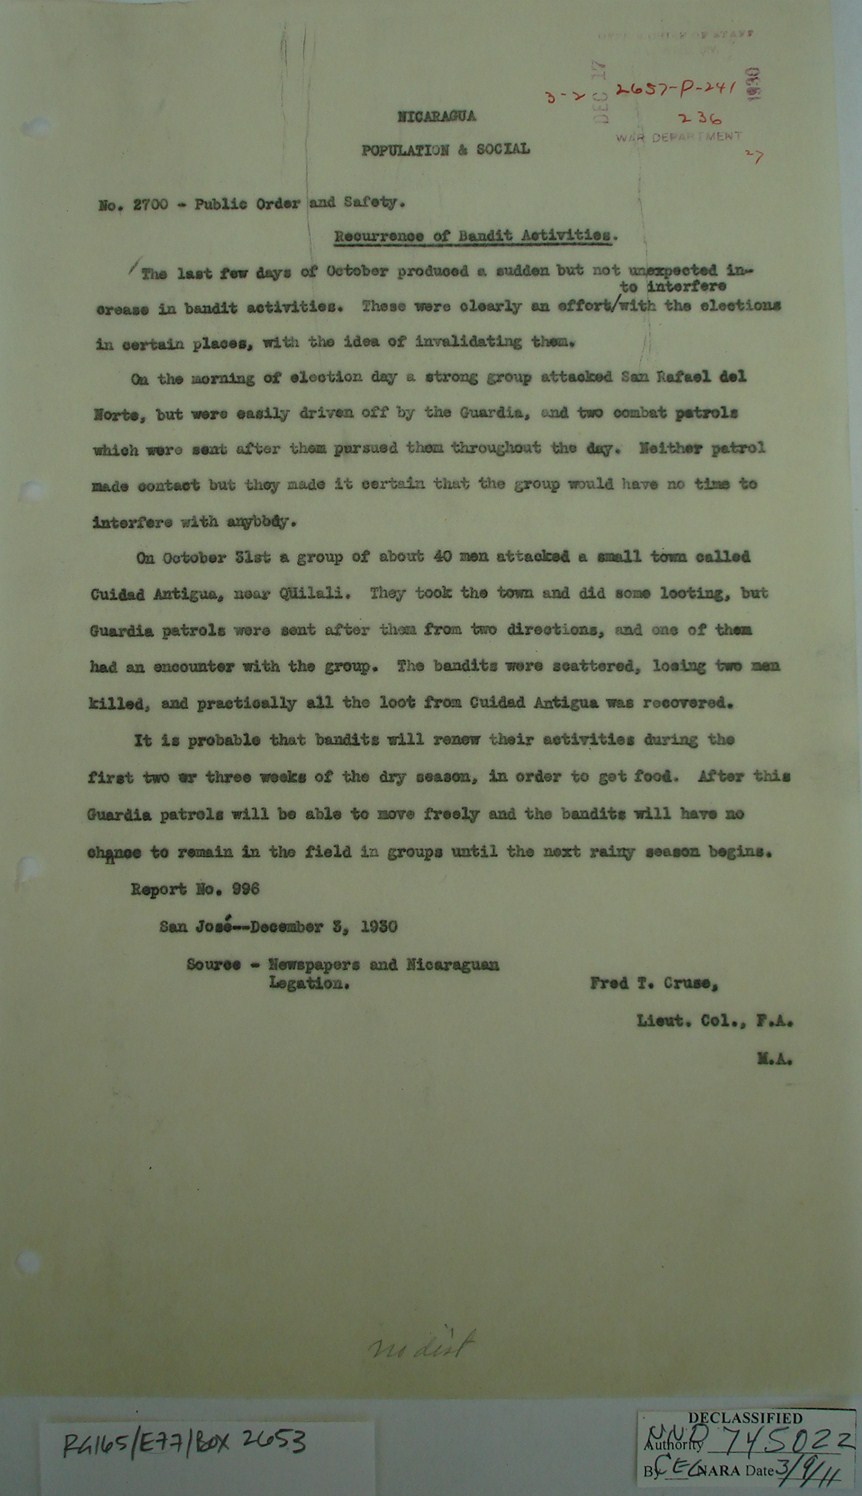 OF STAFF
DEC 17 1930
3-2 2657-P-241
236
WAR DEPARTMENT
27
NICARAGUA
POPULATION & SOCIAL
No. 2700 - Public Order and Safety.
Recurrence of Bandit Activities.
The last few days of October produced a sudden but not unexpected in-
to interfere
crease in bandit activities. These were clearly an effort/with the elections
in certain places, with the idea of invalidating them.
On the morning of election day a strong group attacked San Rafael del
Norte, but were easily driven off by the Guardia, and two combat patrols
which were sent after them pursued them throughout the day. Neither patrol
made contact but they made it certain that the group would have no time to
interfere with anybbdy.
On October 31st a group of about 40 men attacked a small town called
Cuidad Antigua, near QUilali. They took the town and did some looting, but
Guardia patrols were sent after them from two directions, and one of them
had an encounter with the group. The bandits were scattered, losing two men
killed, and practically all the loot from Cuidad Antigua was recovered.
It is probable that bandits will renew their activities during the
first two or three weeks of the dry season, in order to get food. After this
Guardia patrols will be able to move freely and the bandits will have no
chance to remain in the field in groups until the next rainy season begins.
Report No. 996
San José--December 3, 1930
Source - Newspapers and Nicaraguan
Legation.
Fred T. Cruse,
Lieut. Col., F.A.
M.A.
no dist
RG165/E77/BOX 2653
DECLASSIFIED
Authority NND 745022
By CEG NARA Date 3/9/11